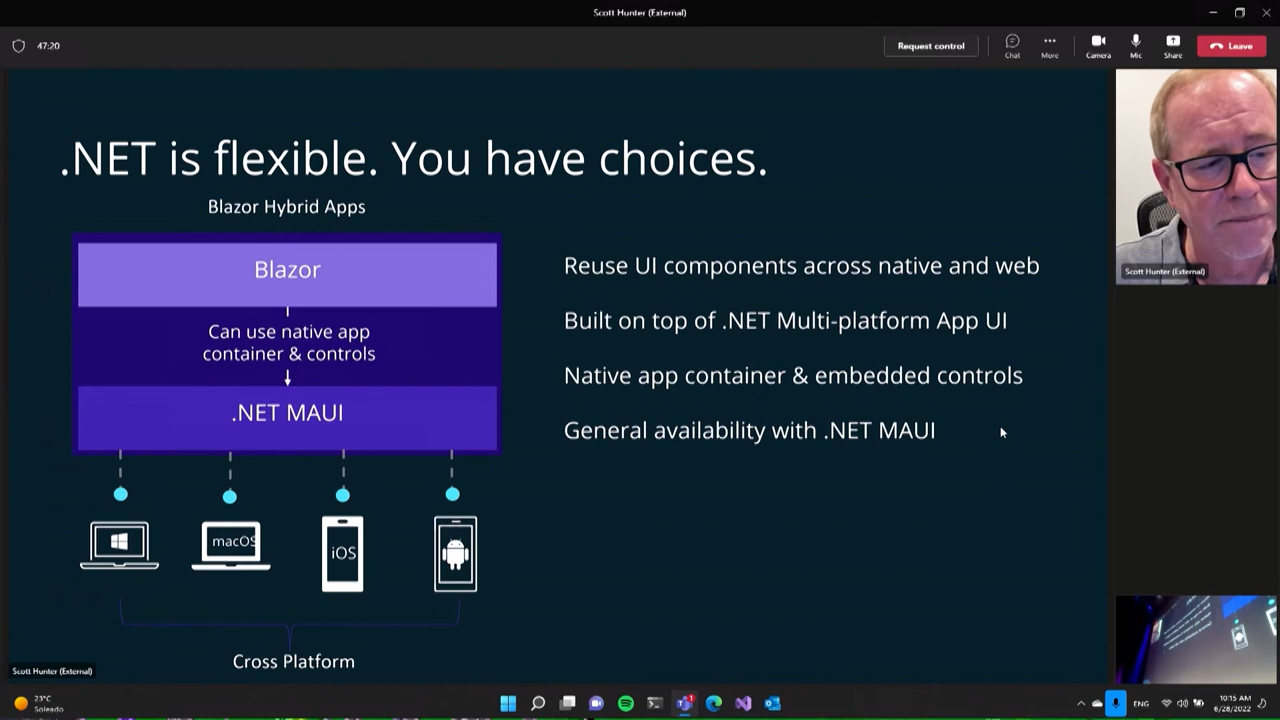 Scott Hunter (External)
47:20
Request control
Chat
More
Camera
Mic
Share
Leave
.NET is flexible. You have choices.
Blazor Hybrid Apps
Blazor
Can use native app
container & controls
.NET MAUI
macOS
iOS
Cross Platform
Reuse UI components across native and web
Built on top of .NET Multi-platform App UI
Native app container & embedded controls
General availability with .NET MAUI
Scott Hunter (External)
Scott Hunter (External)
23°C
Soleado
1
ENG
10:15 AM
6/28/2022